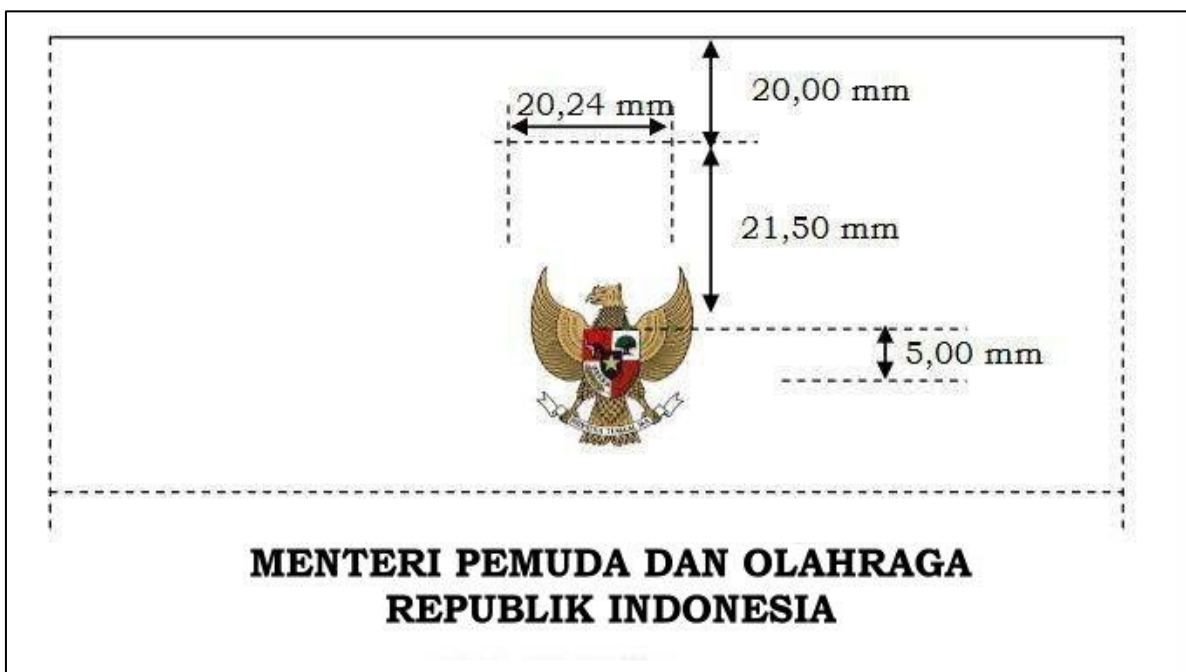 20,24 mm
20,00 mm
21,50 mm
5,00 mm
MENTERI PEMUDA DAN OLAHRAGA
REPUBLIK INDONESIA